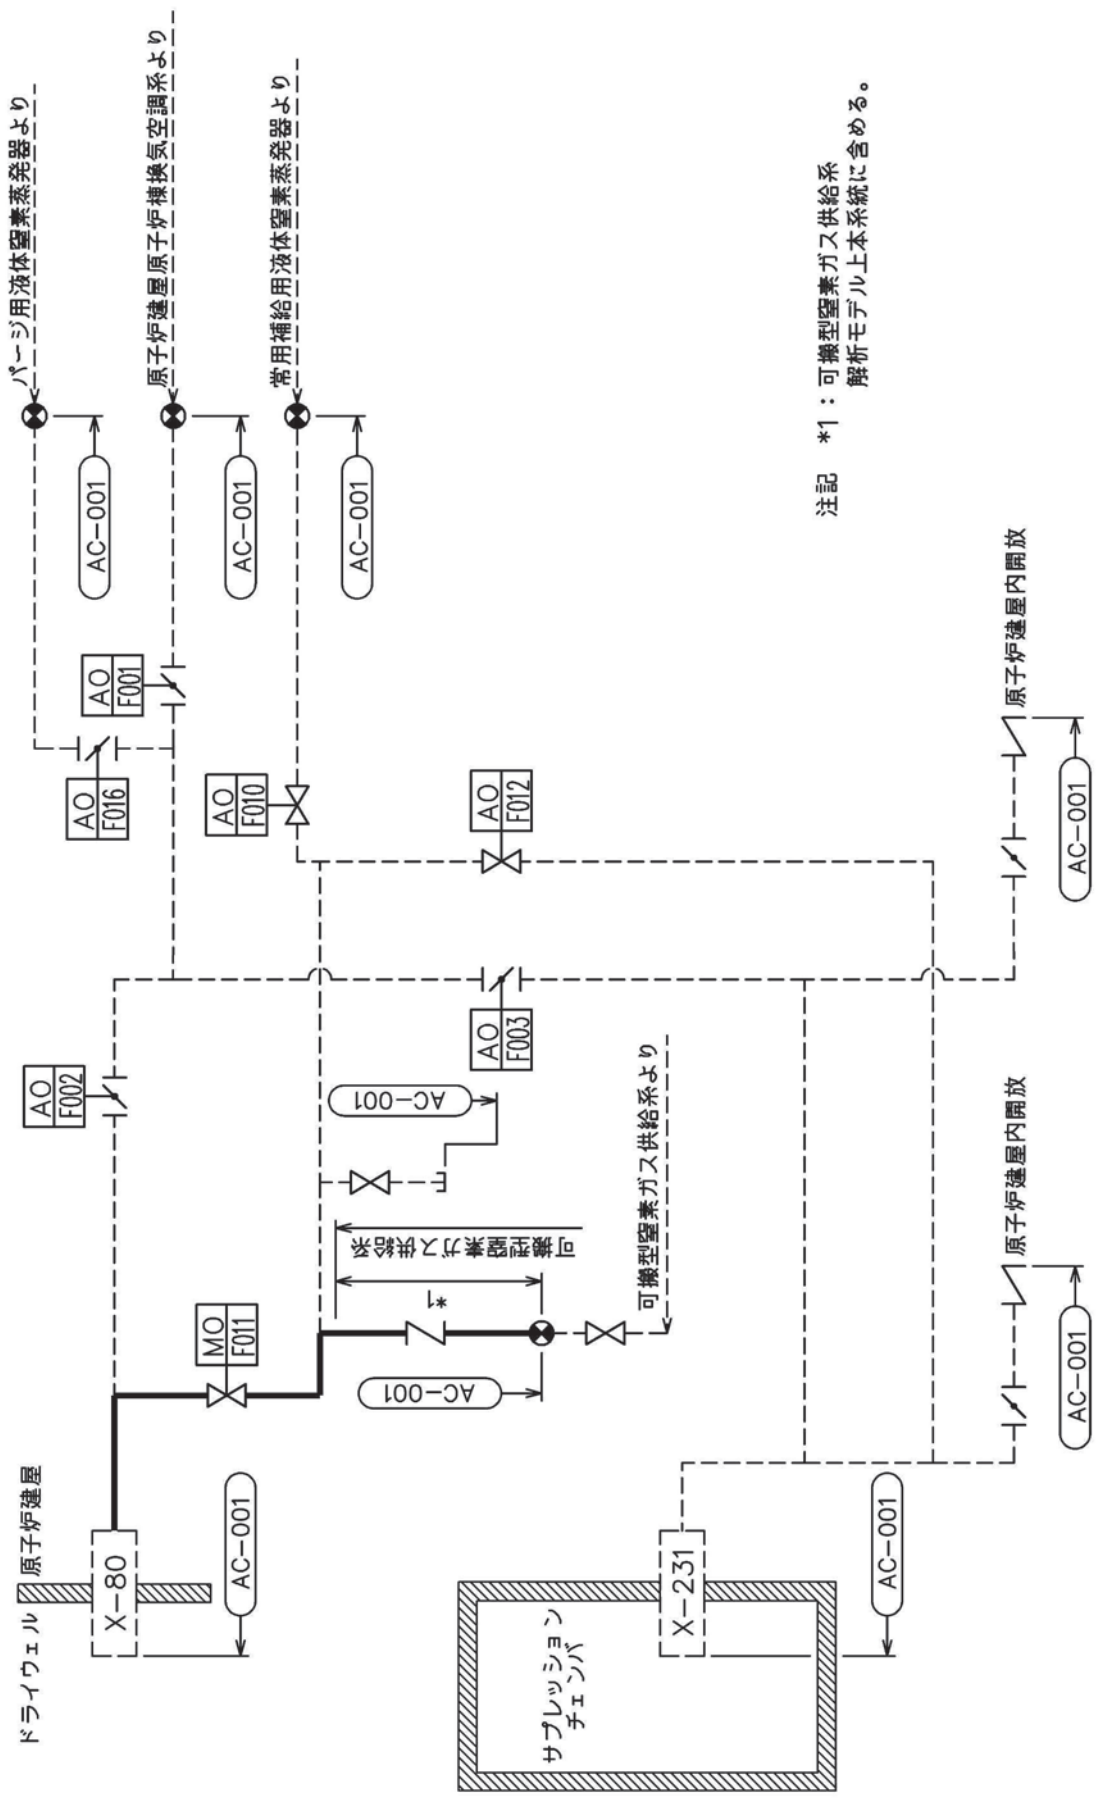 ドライウェル 原子炉建屋
X-80
AC-001
MO
F011
AO
F002
AO
F016
AO
F001
AO
F010
AO
F012
AO
F003
パージ用液体窒素蒸発器より
AC-001
原子炉建屋原子炉棟換気空調系より
AC-001
常用補給用液体窒素蒸発器より
AC-001
AC-001
可搬型窒素ガス供給系
*1
AC-001
可搬型窒素ガス供給系より
サプレッション
チェンバ
X-231
AC-001
原子炉建屋内開放
AC-001
原子炉建屋内開放
AC-001
注記 *1：可搬型窒素ガス供給系
解析モデル上本系統に含める。